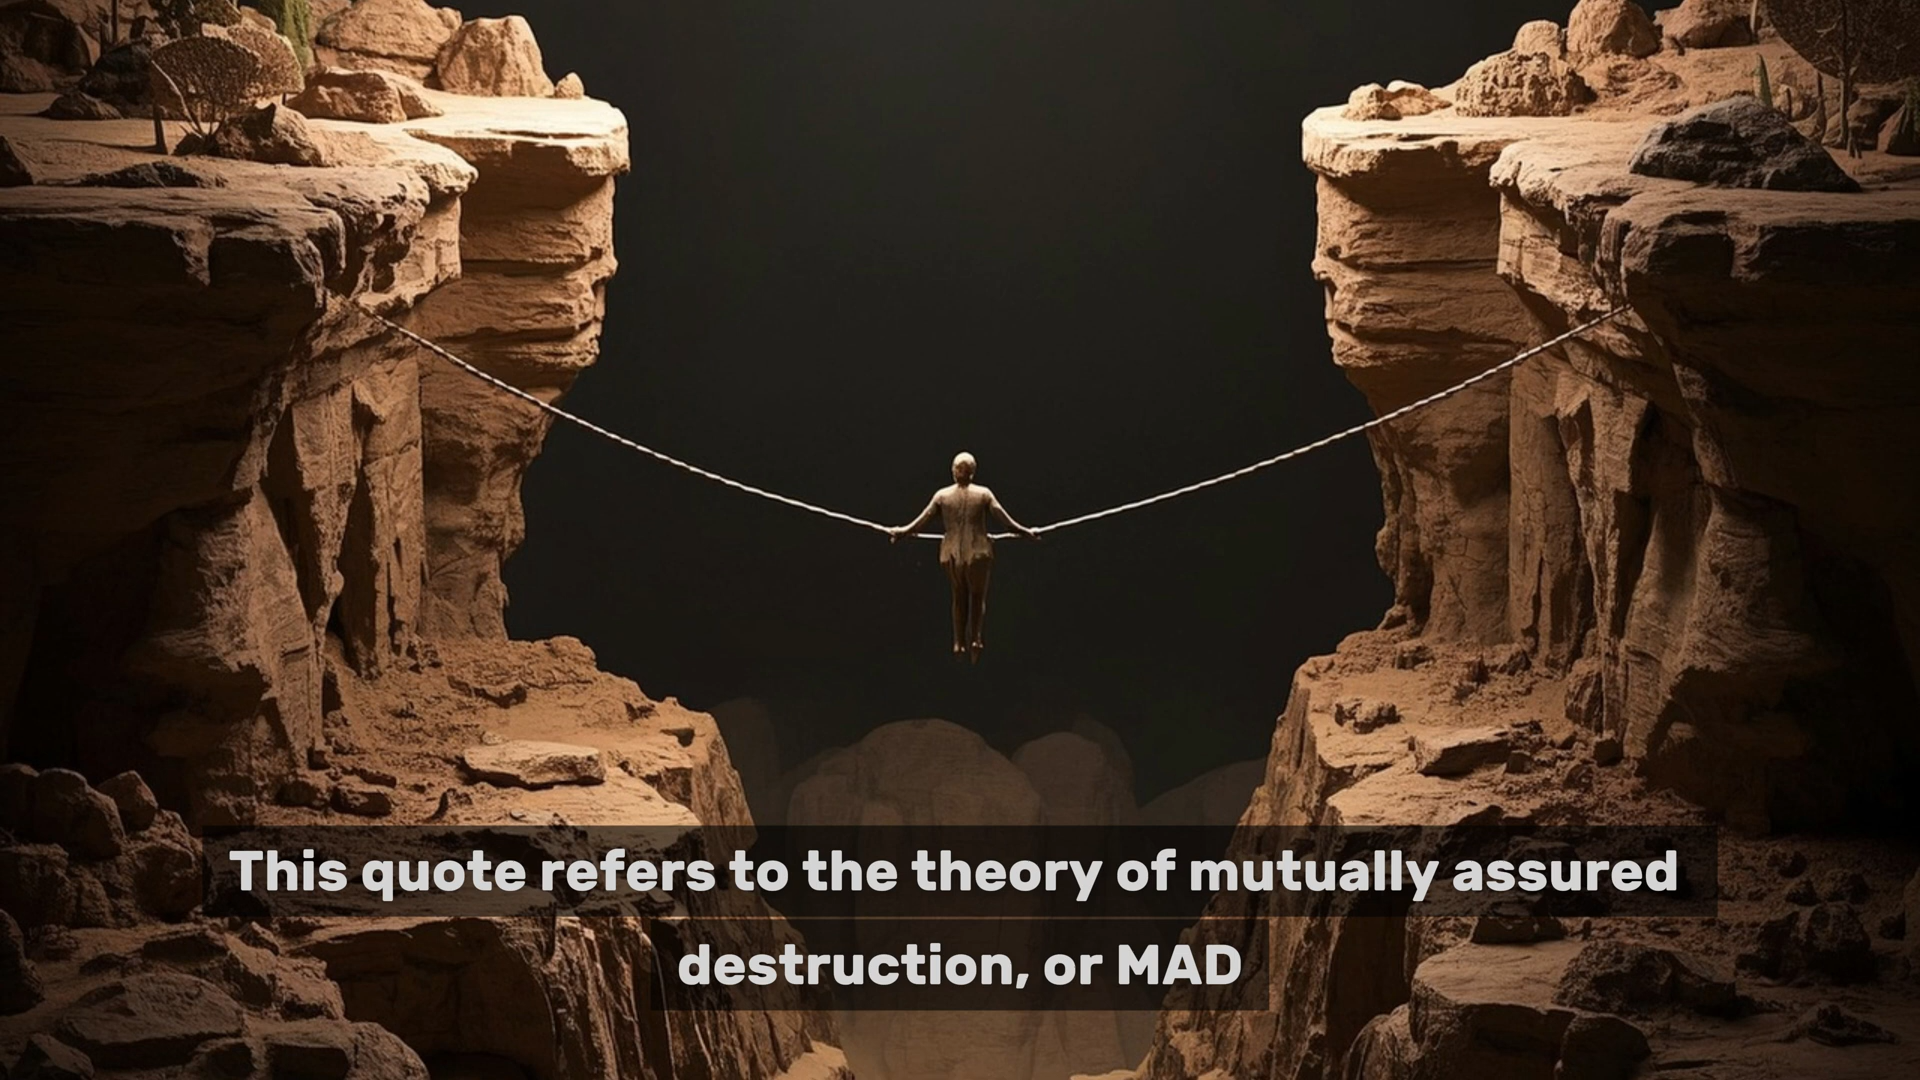 This quote refers to the theory of mutually assured
destruction, or MAD